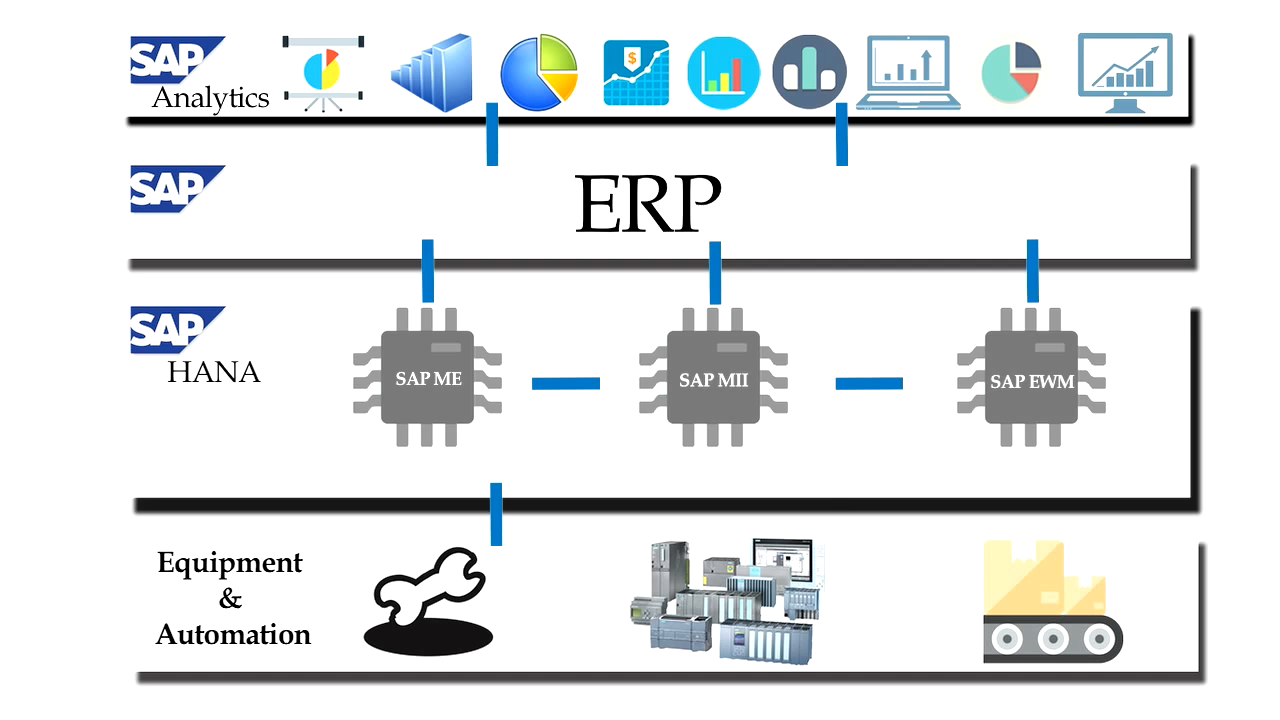 SAP
Analytics
$
SAP
ERP
SAP
HANA
SAP ME
SAP MII
SAP EWM
Equipment
&
Automation